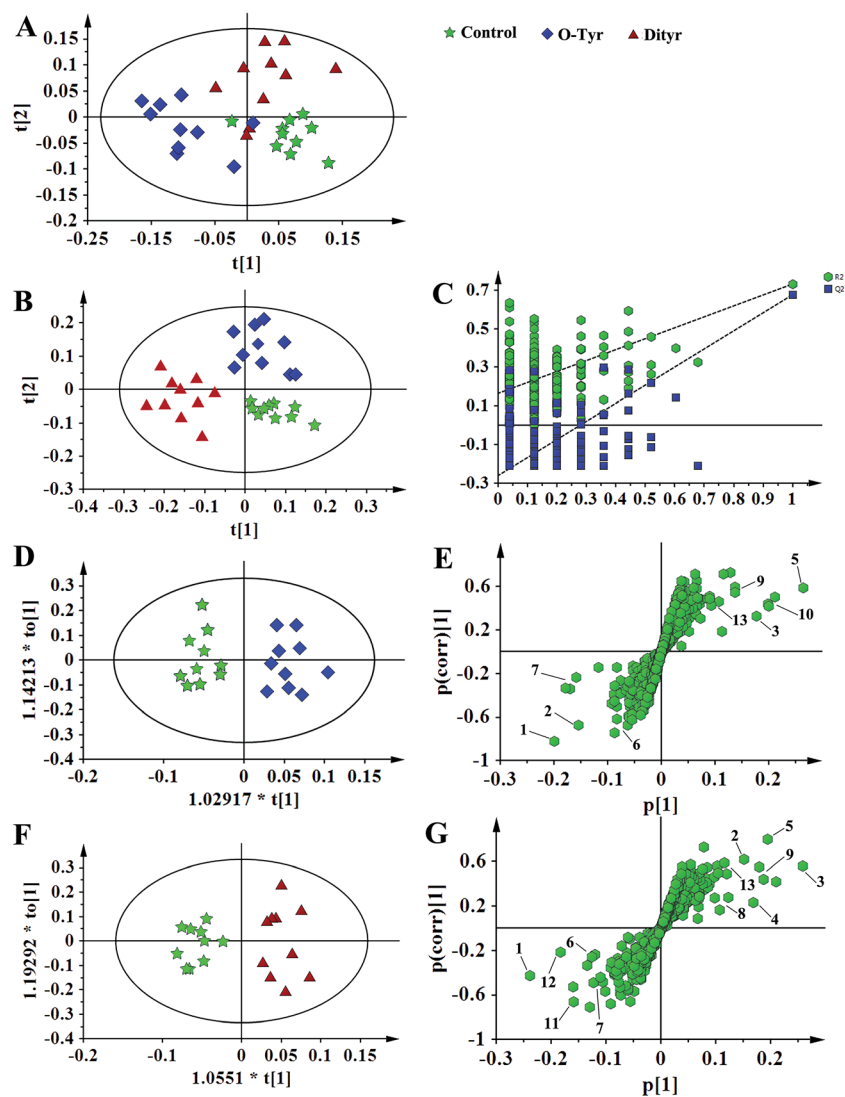 A
Control O-Tyr Dityr
0.15
0.1
0.05
0
-0.05
-0.1
0.15
-0.2
-0.25 -0.15 -0.05 0.05 0.15
t[2]
t[1]
B
0.2
0.1
0
-0.1
-0.2
-0.3
-0.4 -0.3 -0.2 -0.1 0 0.1 0.2 0.3
t[2]
t[1]
C
R2
Q2
0.7
0.5
0.3
0.1
-0.1
-0.3
0 0.1 0.2 0.3 0.4 0.5 0.6 0.7 0.8 0.9 1
D
0.3
0.2
0.1
0
-0.1
-0.2
-0.3
-0.4
-0.2 -0.1 0 0.05 0.1 0.2
1.14213 * to[1]
1.02917 * t[1]
E
0.6
0.2
-0.2
-0.6
-1
-0.3 -0.2 -0.1 0 0.1 0.2
p(corr)[1]
p[1]
5
9
13
3
10
7
2
1
6
F
0.3
0.2
0.1
0
-0.1
-0.2
-0.3
-0.4
-0.2 -0.1 0 0.05 0.1 0.2
1.19292 * to[1]
1.0551 * t[1]
G
0.6
0.2
-0.2
-0.6
-1
-0.3 -0.2 -0.1 0 0.1 0.2
p(corr)[1]
p[1]
2
5
9
13
3
8
4
6
1
12
11
7